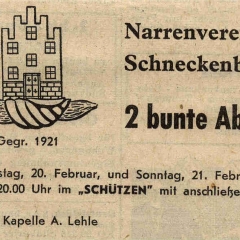 Narrenvere
Schneckenb
Gegr. 1921
2 bunte Ab
stag, 20. Februar, und Sonntag, 21. Febru
20.00 Uhr im „SCHÜTZEN" mit anschließe
Kapelle A. Lehle